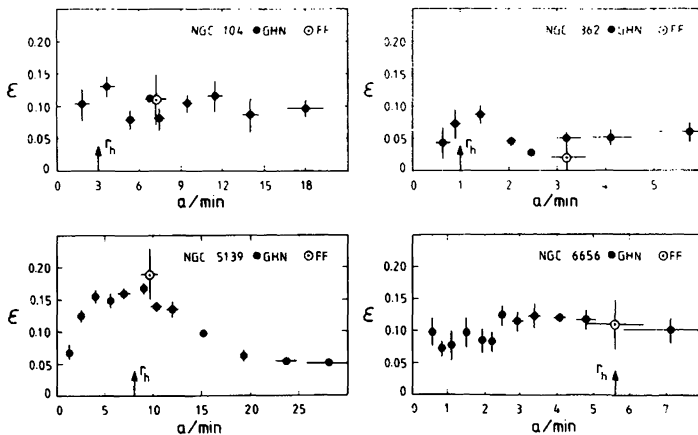 NGC 104 ● GHN ⊙ FF
0.20
0.15
0.10
0.05
0
ε
r_h
0 3 6 9 12 15 18
a/min
NGC 362 ● GHN ⊙ FF
0.20
0.15
0.10
0.05
0
ε
r_h
0 1 2 3 4 5
a/min
NGC 5139 ● GHN ⊙ FF
0.20
0.15
0.10
0.05
0
ε
r_h
0 5 10 15 20 25
a/min
NGC 6656 ● GHN ⊙ FF
0.20
0.15
0.10
0.05
0
ε
r_h
0 1 2 3 4 5 6 7
a/min